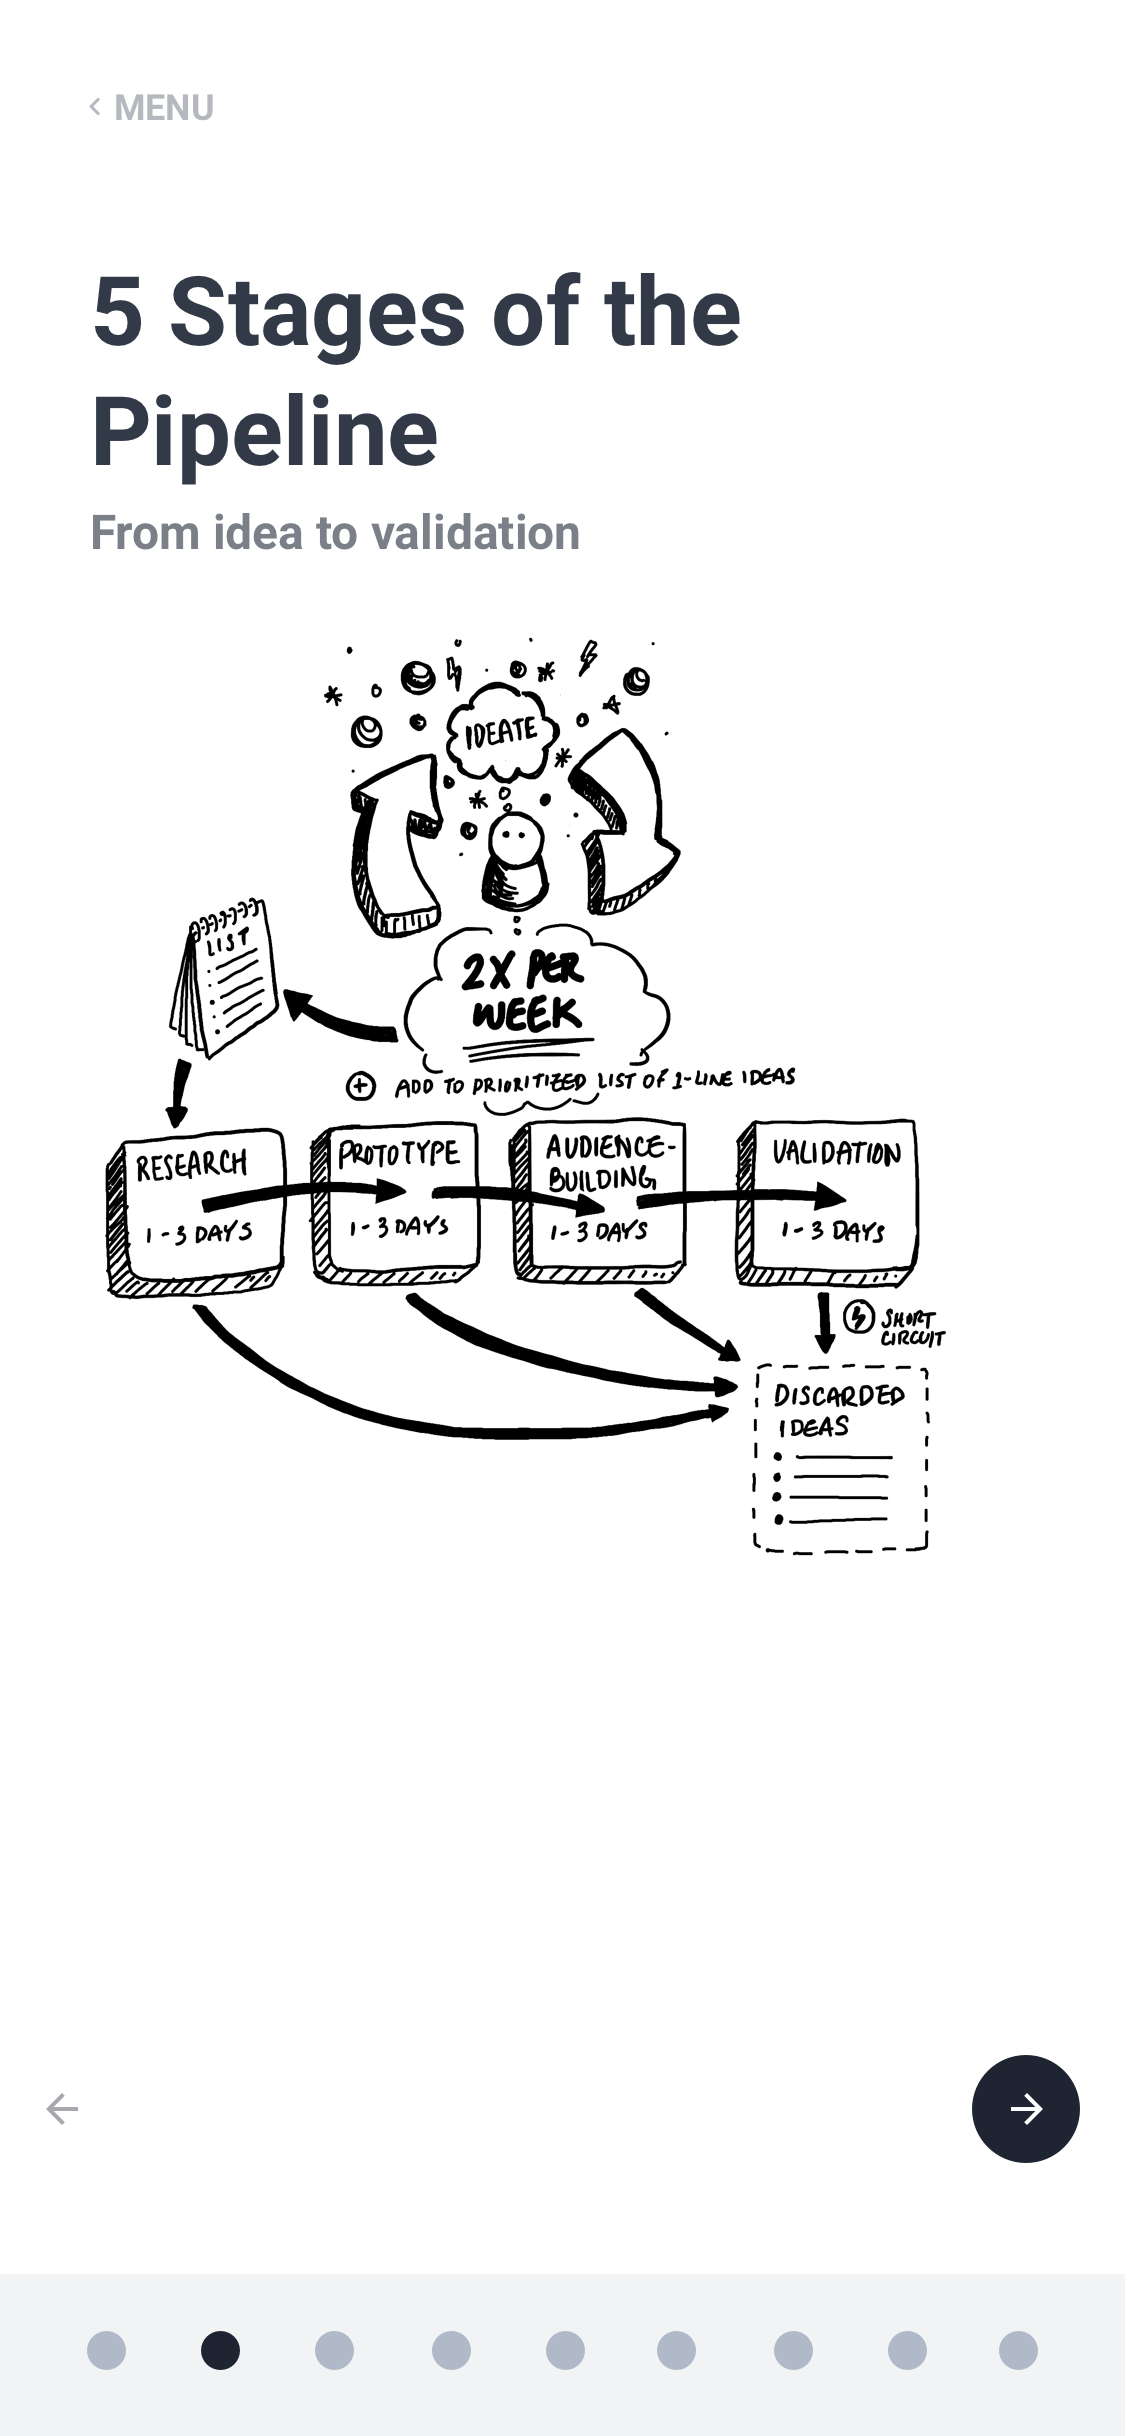 MENU
5 Stages of the
Pipeline
From idea to validation
IDEATE
LIST
2X PER
WEEK
ADD TO PRIORITIZED LIST OF 1-LINE IDEAS
RESEARCH
1-3 DAYS
PROTOTYPE
1-3 DAYS
AUDIENCE-
BUILDING
1-3 DAYS
VALIDATION
1-3 DAYS
SHORT
CIRCUIT
DISCARDED
IDEAS